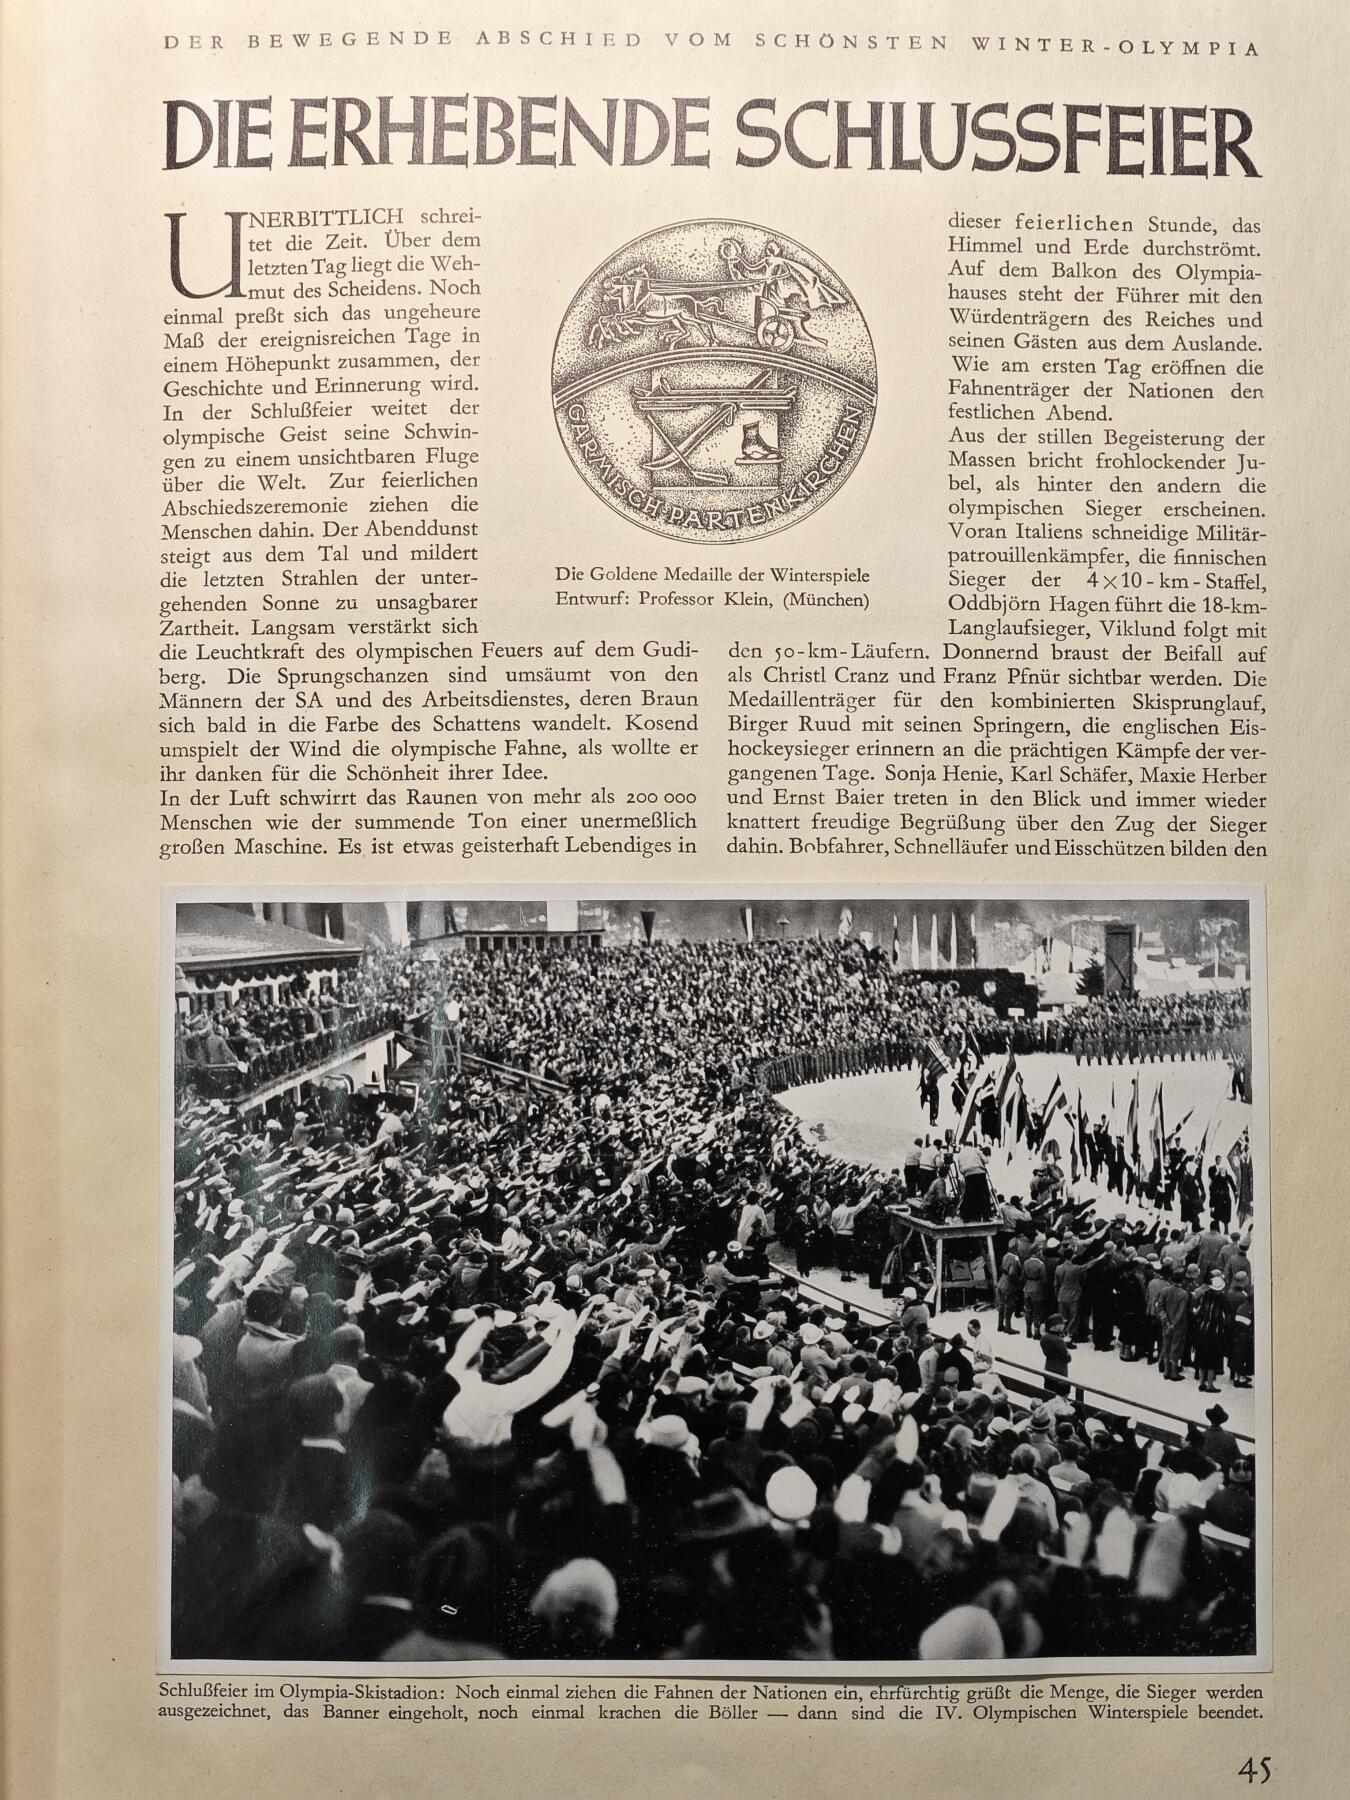 DER BEWEGENDE ABSCHIED VOM SCHÖNSTEN WINTER-OLYMPIA
DIE ERHEBENDE SCHLUSSFEIER
UNERBITTLICH schrei-
tet die Zeit. Über dem
letzten Tag liegt die Weh-
mut des Scheidens. Noch
einmal preßt sich das ungeheure
Maß der ereignisreichen Tage in
einem Höhepunkt zusammen, der
Geschichte und Erinnerung wird.
In der Schlußfeier weitet der
olympische Geist seine Schwin-
gen zu einem unsichtbaren Fluge
über die Welt. Zur feierlichen
Abschiedszeremonie ziehen die
Menschen dahin. Der Abenddunst
steigt aus dem Tal und mildert
die letzten Strahlen der unter-
gehenden Sonne zu unsagbarer
Zartheit. Langsam verstärkt sich
die Leuchtkraft des olympischen Feuers auf dem Gudi-
berg. Die Sprungschanzen sind umsäumt von den
Männern der SA und des Arbeitsdienstes, deren Braun
sich bald in die Farbe des Schattens wandelt. Kosend
umspielt der Wind die olympische Fahne, als wollte er
ihr danken für die Schönheit ihrer Idee.
In der Luft schwirrt das Raunen von mehr als 200 000
Menschen wie der summende Ton einer unermeßlich
großen Maschine. Es ist etwas geisterhaft Lebendiges in
GARMISCH-PARTENKIRCHEN
Die Goldene Medaille der Winterspiele
Entwurf: Professor Klein, (München)
dieser feierlichen Stunde, das
Himmel und Erde durchströmt.
Auf dem Balkon des Olympia-
hauses steht der Führer mit den
Würdenträgern des Reiches und
seinen Gästen aus dem Auslande.
Wie am ersten Tag eröffnen die
Fahnenträger der Nationen den
festlichen Abend.
Aus der stillen Begeisterung der
Massen bricht frohlockender Ju-
bel, als hinter den andern die
olympischen Sieger erscheinen.
Voran Italiens schneidige Militär-
patrouillenkämpfer, die finnischen
Sieger der 4×10-km-Staffel,
Oddbjörn Hagen führt die 18-km-
Langlaufsieger, Viklund folgt mit
den 50-km-Läufern. Donnernd braust der Beifall auf
als Christl Cranz und Franz Pfnür sichtbar werden. Die
Medaillenträger für den kombinierten Skisprunglauf,
Birger Ruud mit seinen Springern, die englischen Eis-
hockeysieger erinnern an die prächtigen Kämpfe der ver-
gangenen Tage. Sonja Henie, Karl Schäfer, Maxie Herber
und Ernst Baier treten in den Blick und immer wieder
knattert freudige Begrüßung über den Zug der Sieger
dahin. Bobfahrer, Schnelläufer und Eisschützen bilden den
Schlußfeier im Olympia-Skistadion: Noch einmal ziehen die Fahnen der Nationen ein, ehrfürchtig grüßt die Menge, die Sieger werden
ausgezeichnet, das Banner eingeholt, noch einmal krachen die Böller — dann sind die IV. Olympischen Winterspiele beendet.
45